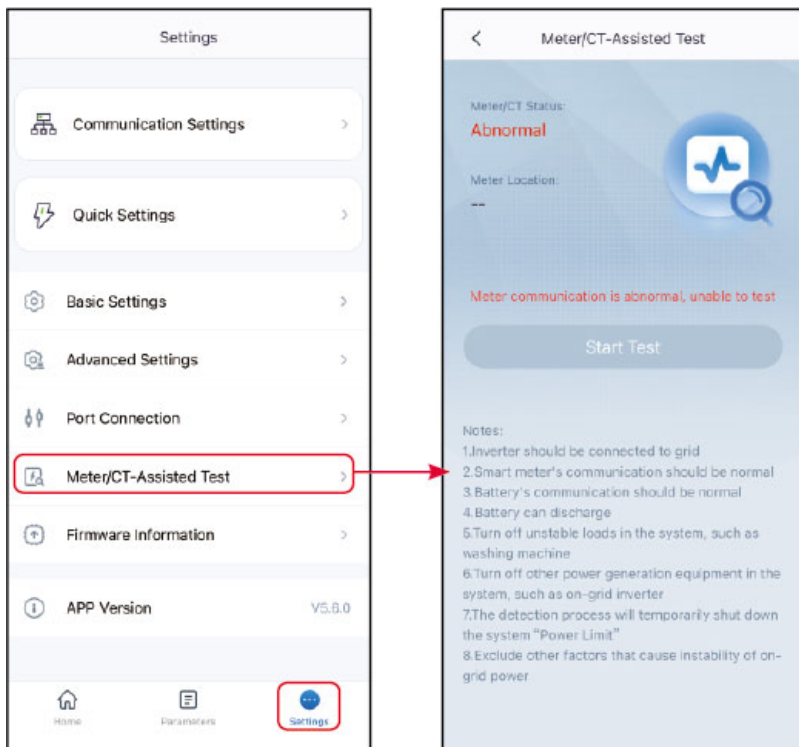 Settings
Communication Settings
Quick Settings
Basic Settings
Advanced Settings
Port Connection
Meter/CT-Assisted Test
Firmware Information
APP Version V5.6.0
Home Parameters Settings
Meter/CT-Assisted Test
Meter/CT Status:
Abnormal
Meter Location:
--
Meter communication is abnormal, unable to test
Start Test
Notes:
1.Inverter should be connected to grid
2.Smart meter's communication should be normal
3.Battery's communication should be normal
4.Battery can discharge
5.Turn off unstable loads in the system, such as
washing machine
6.Turn off other power generation equipment in the
system, such as on-grid inverter
7.The detection process will temporarily shut down
the system “Power Limit”
8.Exclude other factors that cause instability of on-
grid power